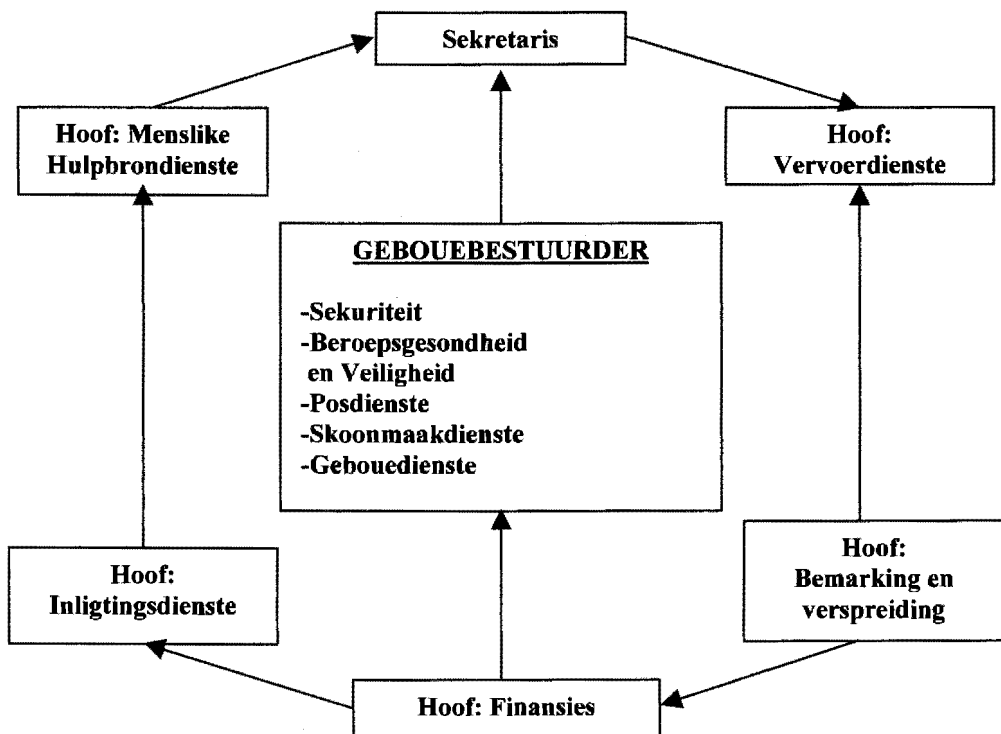 Sekretaris
Hoof: Menslike
Hulpbrondienste
Hoof:
Vervoerdienste
GEBOUEBESTUURDER
-Sekuriteit
-Beroepsgesondheid
en Veiligheid
-Posdienste
-Skoonmaakdienste
-Gebouedienste
Hoof:
Inligtingsdienste
Hoof:
Bemarking en
verspreiding
Hoof: Finansies